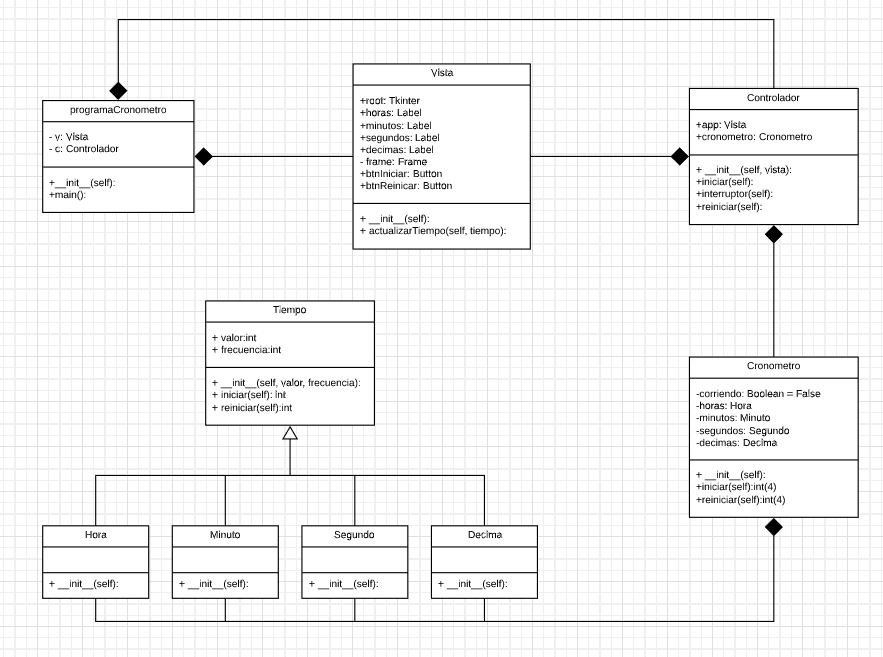 programaCronometro
- v: Vista
- c: Controlador
+__init__(self):
+main():
Vista
+root: Tkinter
+horas: Label
+minutos: Label
+segundos: Label
+decimas: Label
- frame: Frame
+btnIniciar: Button
+btnReinicar: Button
+ __init__(self):
+ actualizarTiempo(self, tiempo):
Controlador
+app: Vista
+cronometro: Cronometro
+ __init__(self, vista):
+iniciar(self):
+interruptor(self):
+reiniciar(self):
Tiempo
+ valor:int
+ frecuencia:int
+ __init__(self, valor, frecuencia):
+ iniciar(self): int
+ reiniciar(self):int
Cronometro
-corriendo: Boolean = False
-horas: Hora
-minutos: Minuto
-segundos: Segundo
-decimas: Decima
+ __init__(self):
+iniciar(self):int(4)
+reiniciar(self):int(4)
Hora
+ __init__(self):
Minuto
+ __init__(self):
Segundo
+ __init__(self):
Decima
+ __init__(self):